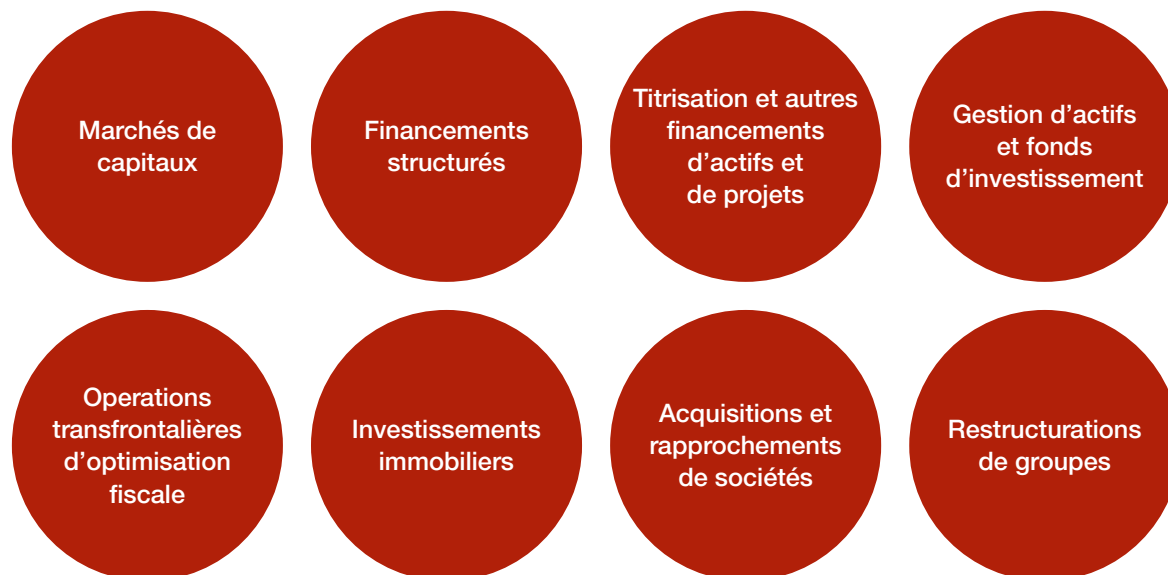 Marchés de
capitaux
Financements
structurés
Titrisation et autres
financements
d’actifs et
de projets
Gestion d’actifs
et fonds
d’investissement
Operations
transfrontalières
d’optimisation
fiscale
Investissements
immobiliers
Acquisitions et
rapprochements
de sociétés
Restructurations
de groupes